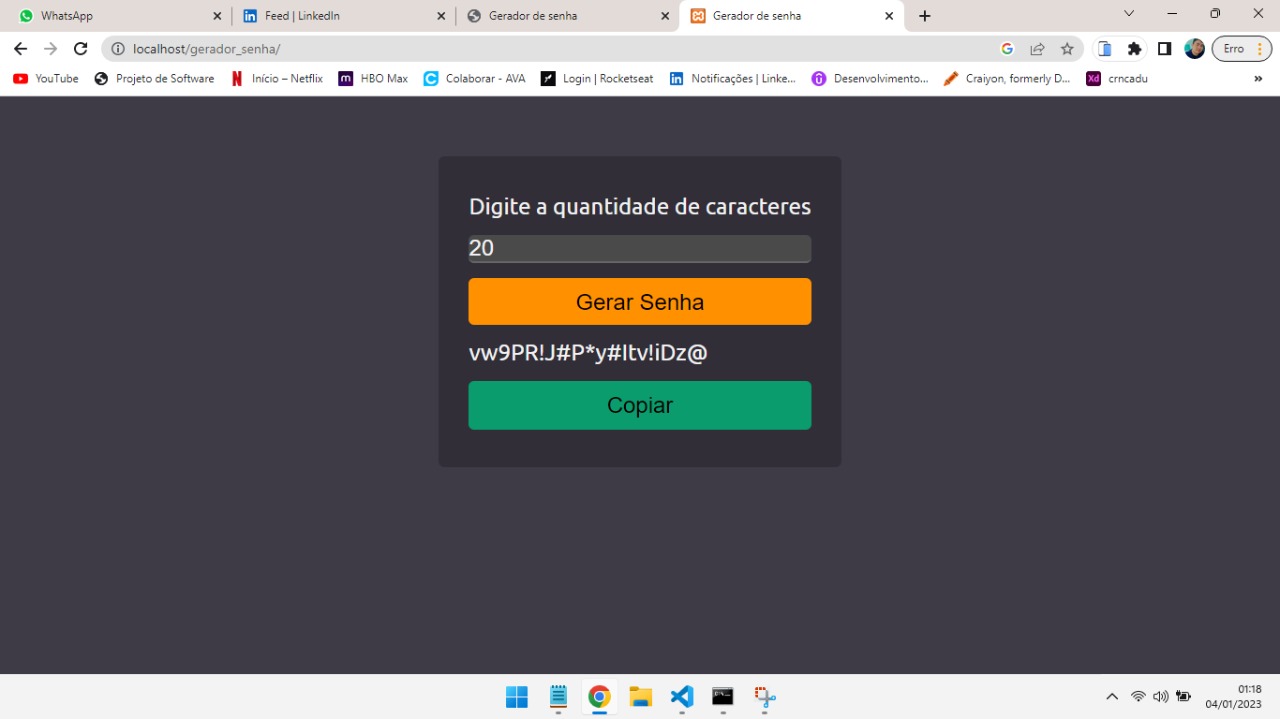 WhatsApp
Feed | LinkedIn
Gerador de senha
Gerador de senha
localhost/gerador_senha/
Erro
YouTube
Projeto de Software
Início – Netflix
HBO Max
Colaborar - AVA
Login | Rocketseat
Notificações | Linke...
Desenvolvimento...
Craiyon, formerly D...
Xd
crncadu
»
Digite a quantidade de caracteres
20
Gerar Senha
vw9PR!J#P*y#Itv!iDz@
Copiar
01:18
04/01/2023